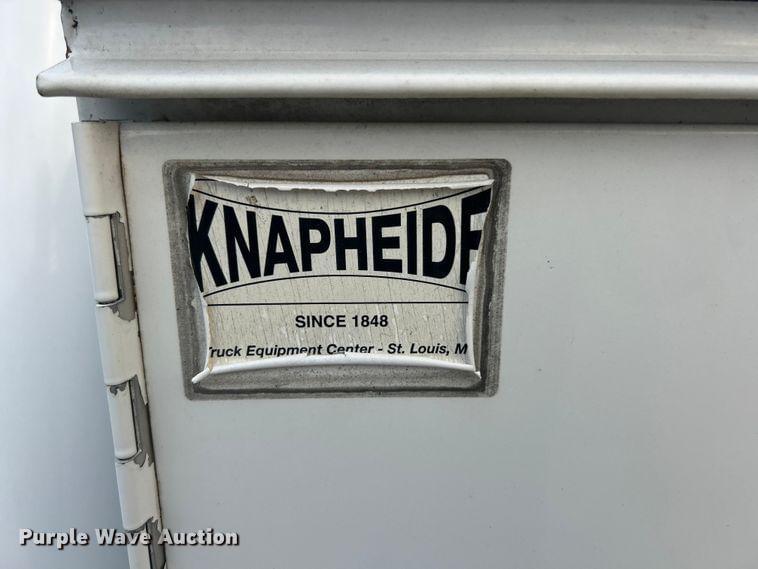 KNAPHEIDE
SINCE 1848
Truck Equipment Center - St. Louis, M
Purple Wave Auction